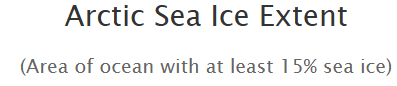 Arctic Sea Ice Extent
(Area of ocean with at least 15% sea ice)